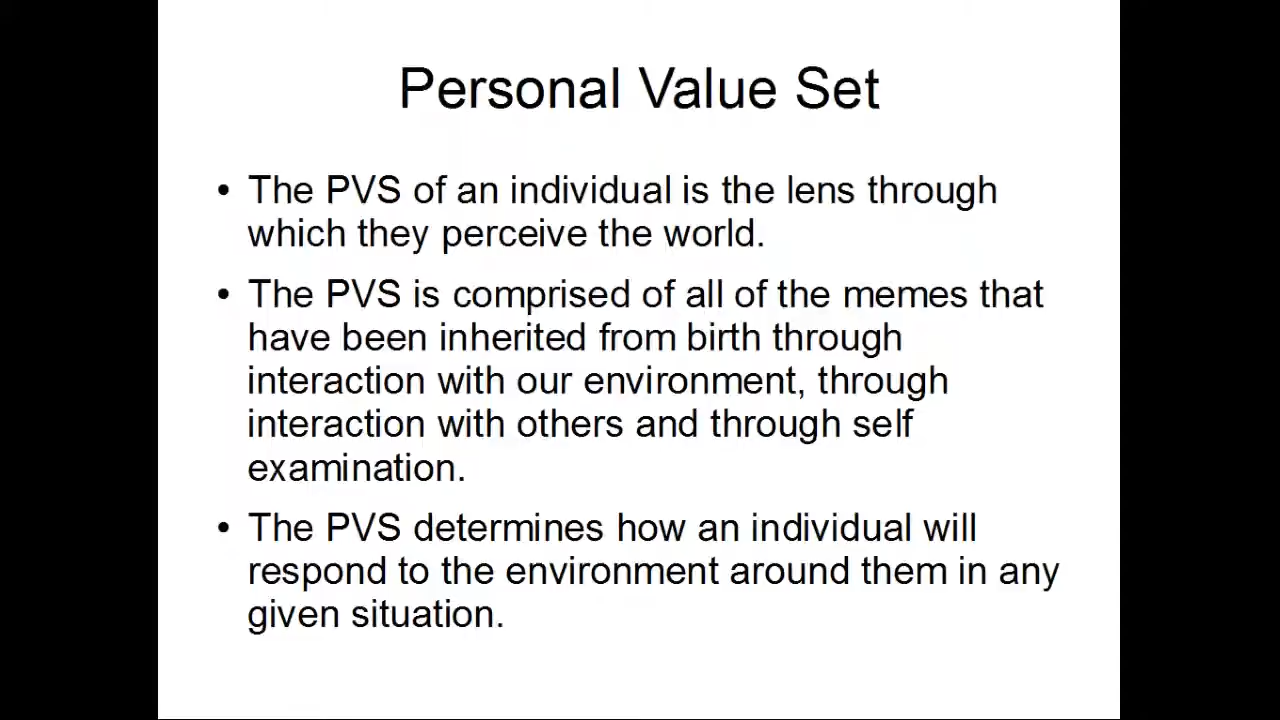 Personal Value Set
• The PVS of an individual is the lens through
which they perceive the world.
• The PVS is comprised of all of the memes that
have been inherited from birth through
interaction with our environment, through
interaction with others and through self
examination.
• The PVS determines how an individual will
respond to the environment around them in any
given situation.